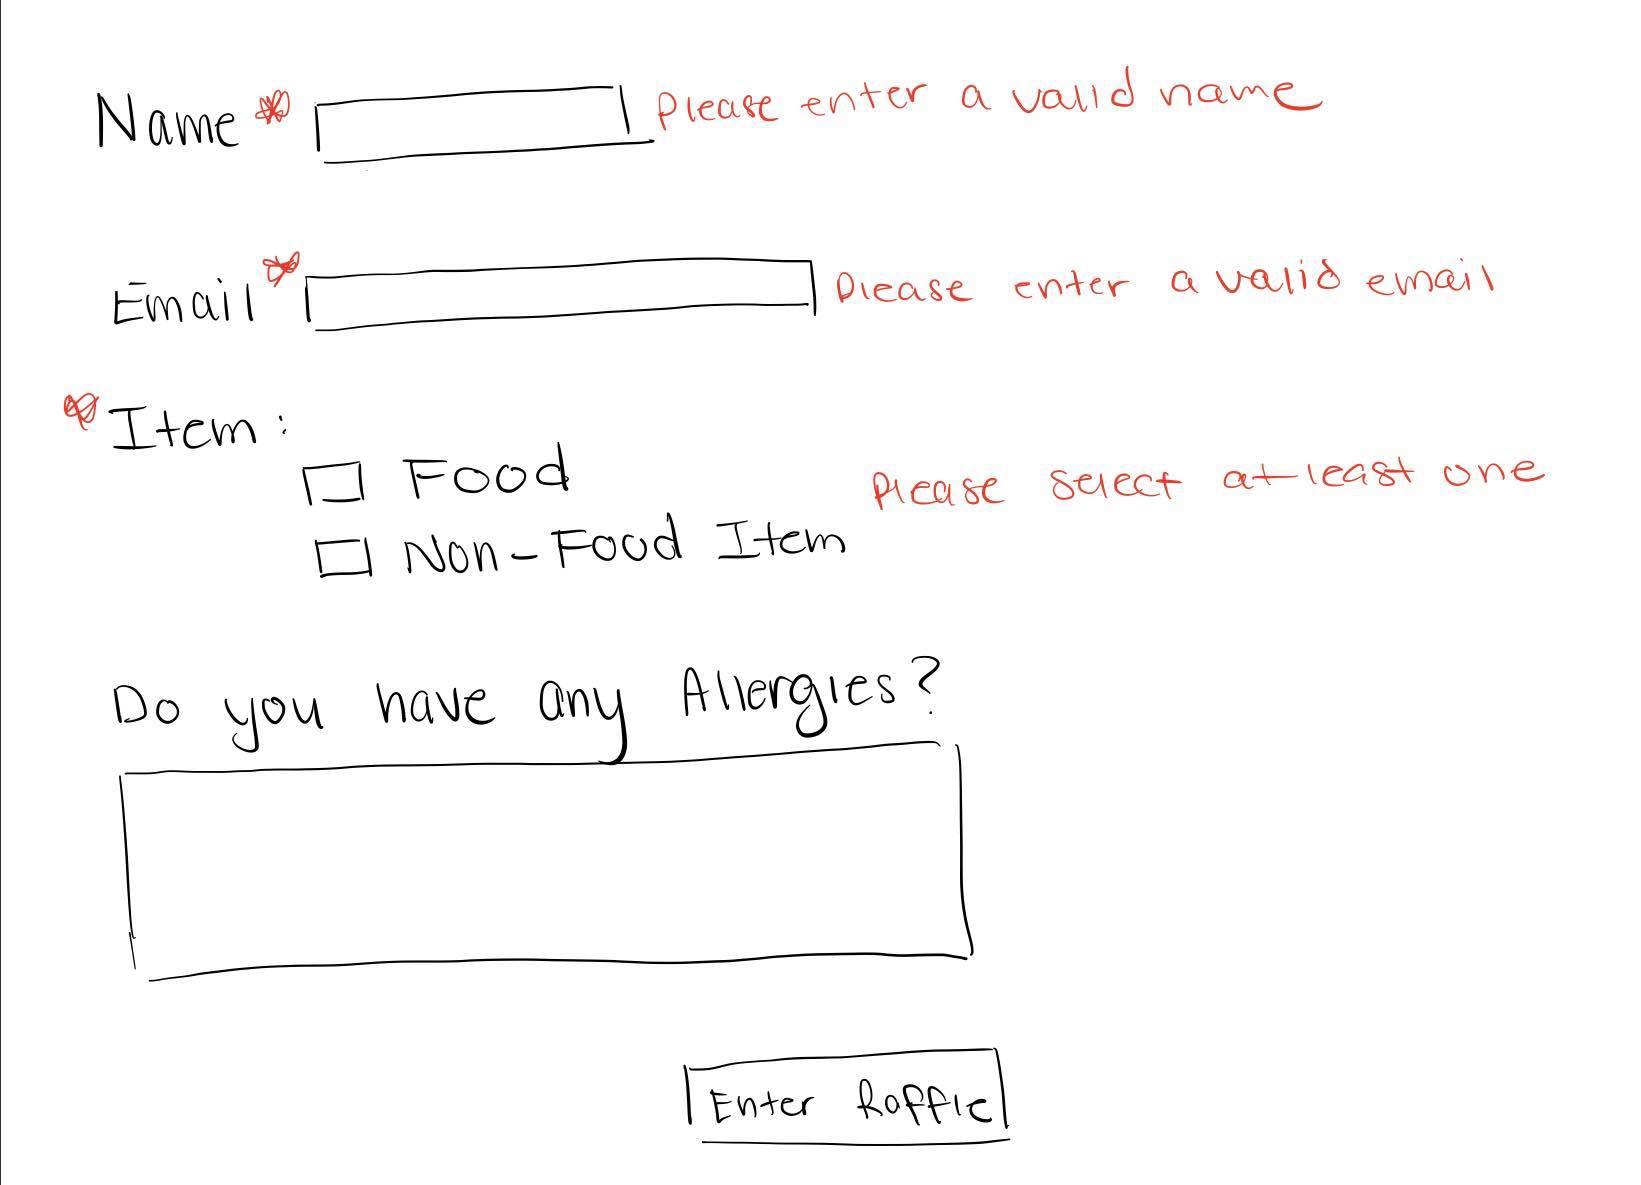 Name* Please enter a valid name
Email* Please enter a valid email
*Item:
Food
Please select at least one
Non-Food Item
Do you have any Allergies?
Enter Raffle